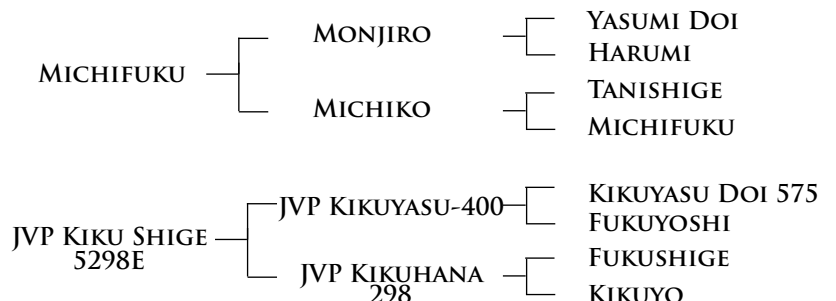 Michifuku
Monjiro
Yasumi Doi
Harumi
Michiko
Tanishige
Michifuku
JVP Kiku Shige
5298E
JVP Kikuyasu-400
Kikuyasu Doi 575
Fukuyoshi
JVP Kikuhana
298
Fukushige
Kikuyo